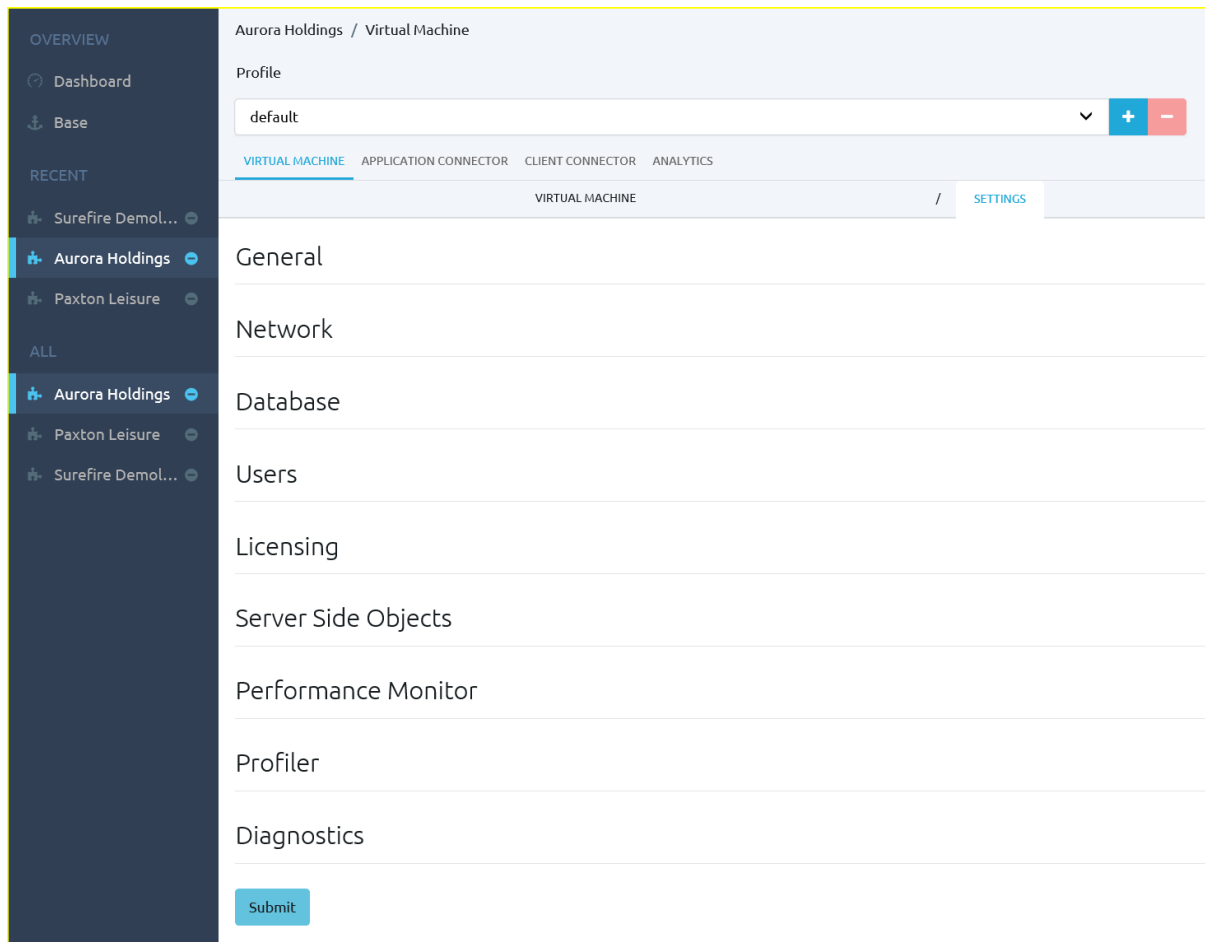 OVERVIEW
Dashboard
Base
RECENT
Surefire Demol...
Aurora Holdings
Paxton Leisure
ALL
Aurora Holdings
Paxton Leisure
Surefire Demol...
Aurora Holdings / Virtual Machine
Profile
default
VIRTUAL MACHINE APPLICATION CONNECTOR CLIENT CONNECTOR ANALYTICS
VIRTUAL MACHINE / SETTINGS
General
Network
Database
Users
Licensing
Server Side Objects
Performance Monitor
Profiler
Diagnostics
Submit